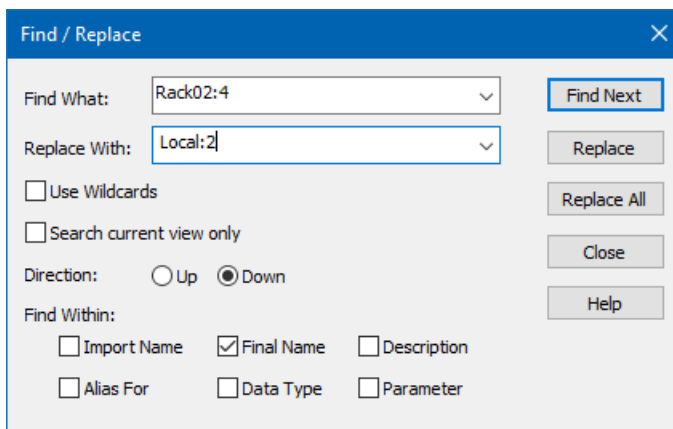 Find / Replace
Find What: Rack02:4 Find Next
Replace With: Local:2 Replace
Use Wildcards Replace All
Search current view only
Close
Direction: Up Down
Help
Find Within:
Import Name Final Name Description
Alias For Data Type Parameter